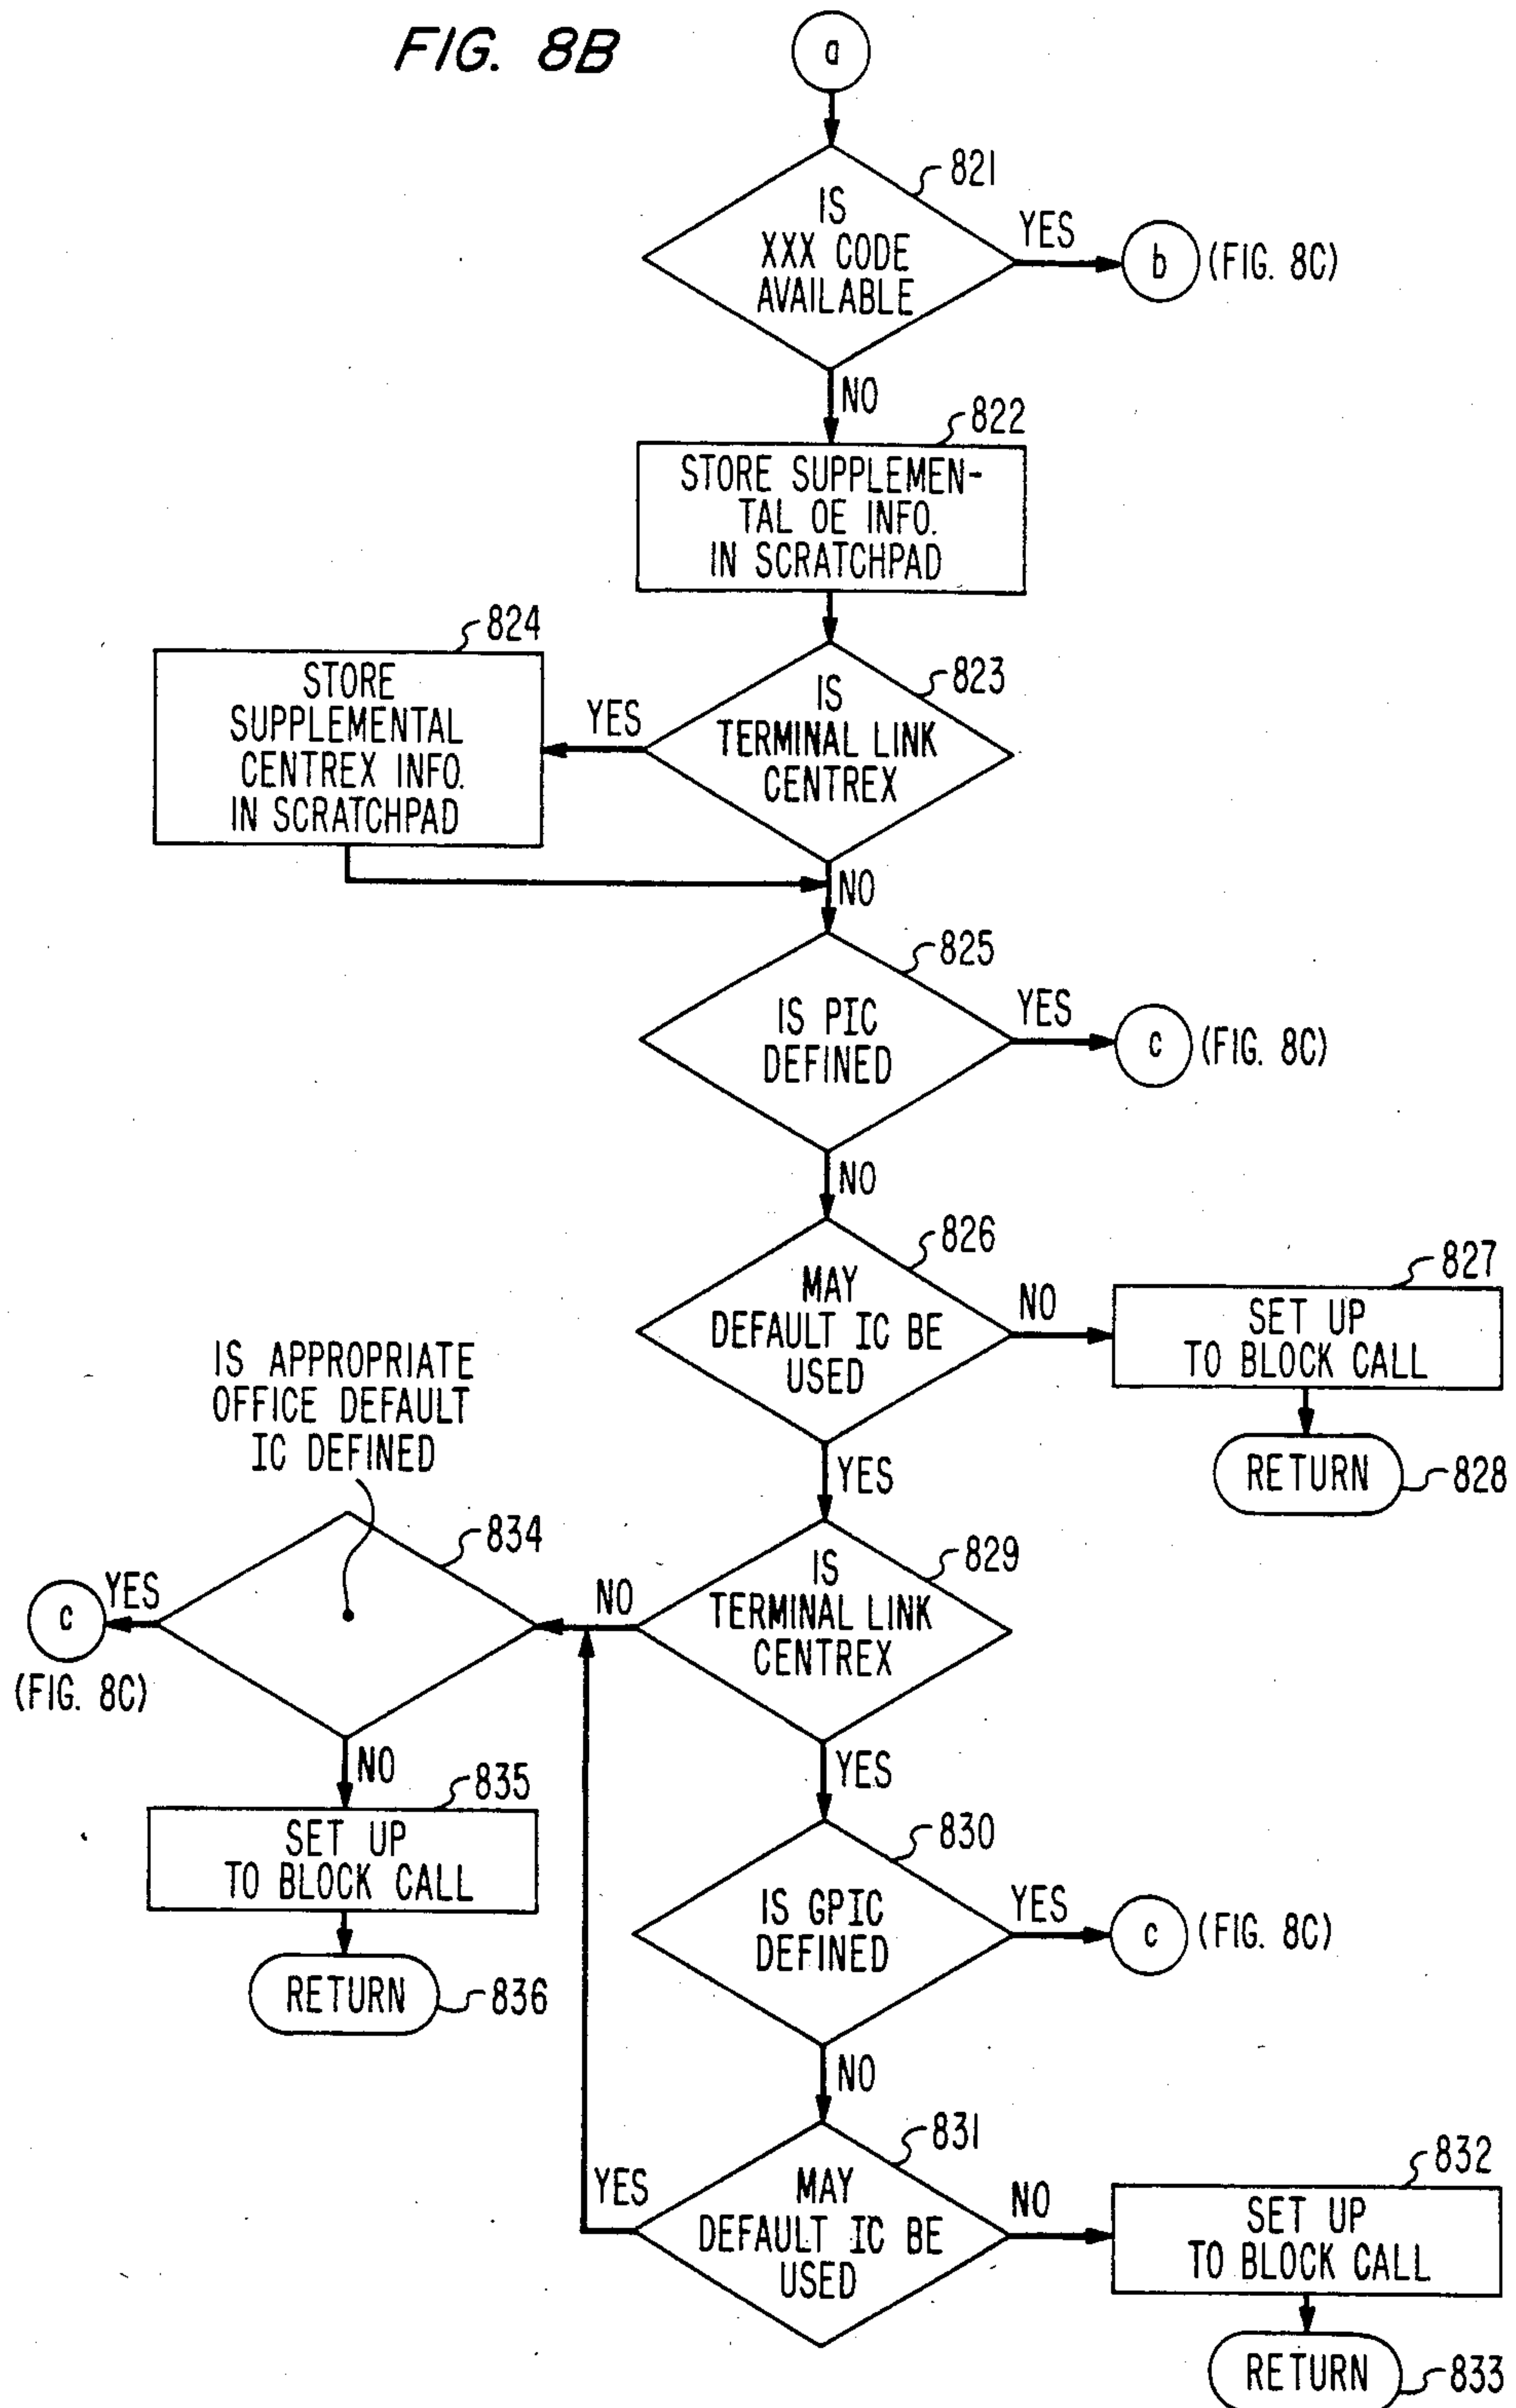 FIG. 8B
a
821
IS
XXX CODE
AVAILABLE
YES
b
(FIG. 8C)
NO
822
STORE SUPPLEMEN-
TAL OE INFO.
IN SCRATCHPAD
824
STORE
SUPPLEMENTAL
CENTREX INFO.
IN SCRATCHPAD
YES
823
IS
TERMINAL LINK
CENTREX
NO
825
IS PIC
DEFINED
YES
c
(FIG. 8C)
NO
826
MAY
DEFAULT IC BE
USED
NO
827
SET UP
TO BLOCK CALL
RETURN
828
YES
IS APPROPRIATE
OFFICE DEFAULT
IC DEFINED
834
YES
c
(FIG. 8C)
NO
829
IS
TERMINAL LINK
CENTREX
NO
835
SET UP
TO BLOCK CALL
RETURN
836
YES
830
IS GPIC
DEFINED
YES
c
(FIG. 8C)
NO
831
MAY
DEFAULT IC BE
USED
YES
NO
832
SET UP
TO BLOCK CALL
RETURN
833